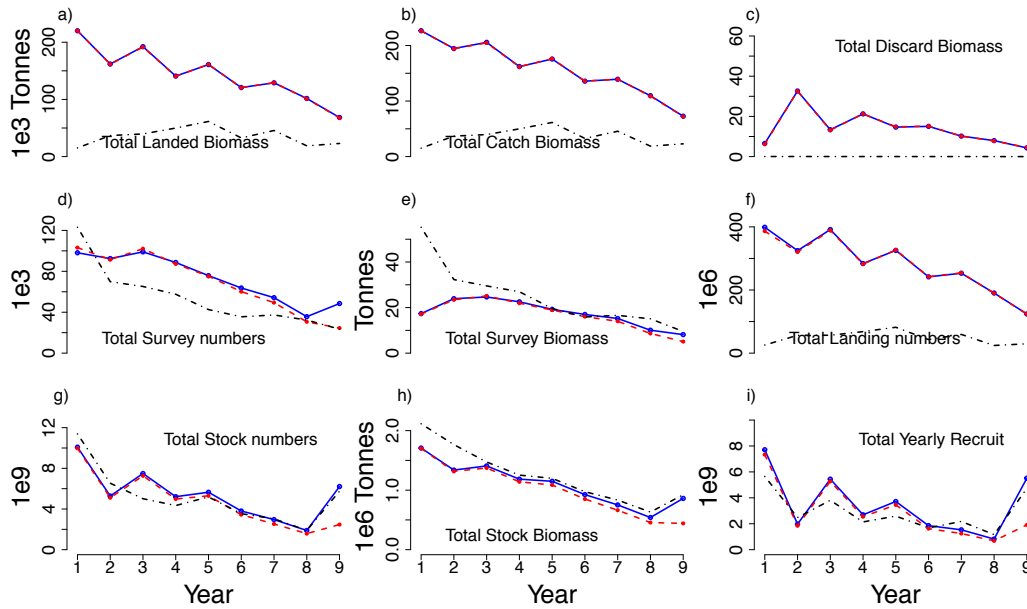 a)
b)
c)
1e3 Tonnes
0
100
200
Total Landed Biomass
0
100
200
Total Catch Biomass
0
20
40
60
Total Discard Biomass
d)
e)
f)
1e3
0
40
80
120
Total Survey numbers
Tonnes
0
20
40
Total Survey Biomass
1e6
0
200
400
Total Landing numbers
g)
h)
i)
1e9
0
4
8
12
Total Stock numbers
1e6 Tonnes
0.0
1.0
2.0
Total Stock Biomass
1e9
0
2
4
6
8
Total Yearly Recruit
1 2 3 4 5 6 7 8 9
1 2 3 4 5 6 7 8 9
1 2 3 4 5 6 7 8 9
Year
Year
Year